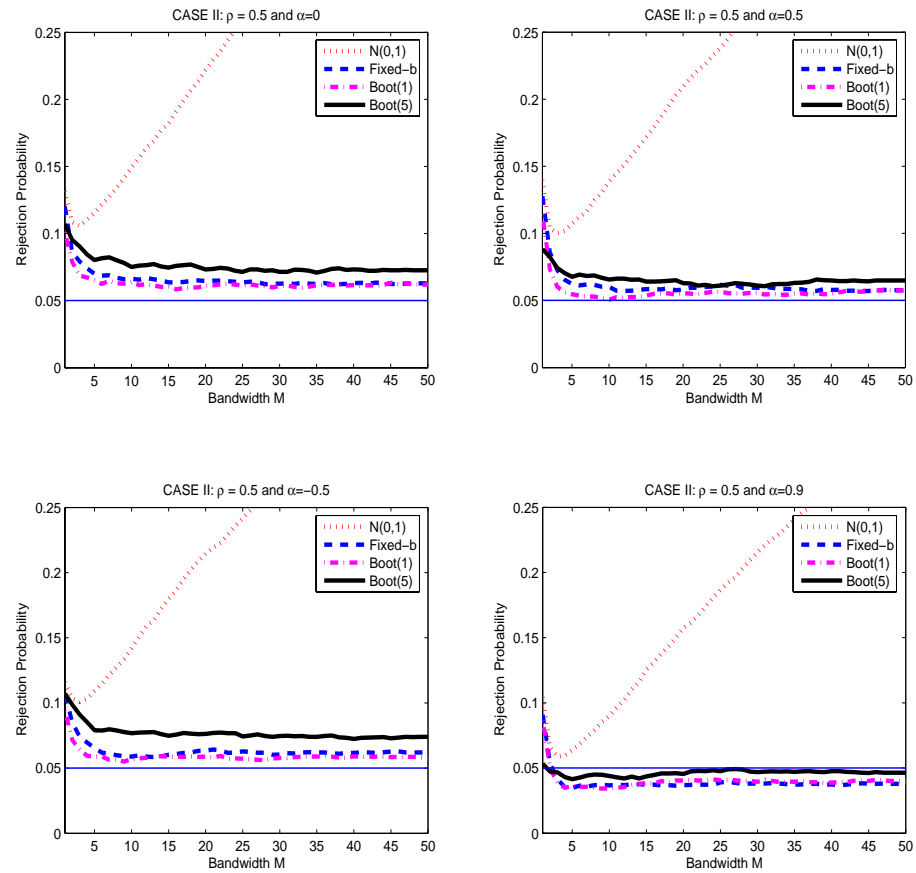 CASE II: ρ = 0.5 and α=0
0.25
0.2
0.15
0.1
0.05
0
Rejection Probability
N(0,1)
Fixed−b
Boot(1)
Boot(5)
5 10 15 20 25 30 35 40 45 50
Bandwidth M
CASE II: ρ = 0.5 and α=0.5
0.25
0.2
0.15
0.1
0.05
0
Rejection Probability
N(0,1)
Fixed−b
Boot(1)
Boot(5)
5 10 15 20 25 30 35 40 45 50
Bandwidth M
CASE II: ρ = 0.5 and α=−0.5
0.25
0.2
0.15
0.1
0.05
0
Rejection Probability
N(0,1)
Fixed−b
Boot(1)
Boot(5)
5 10 15 20 25 30 35 40 45 50
Bandwidth M
CASE II: ρ = 0.5 and α=0.9
0.25
0.2
0.15
0.1
0.05
0
Rejection Probability
N(0,1)
Fixed−b
Boot(1)
Boot(5)
5 10 15 20 25 30 35 40 45 50
Bandwidth M